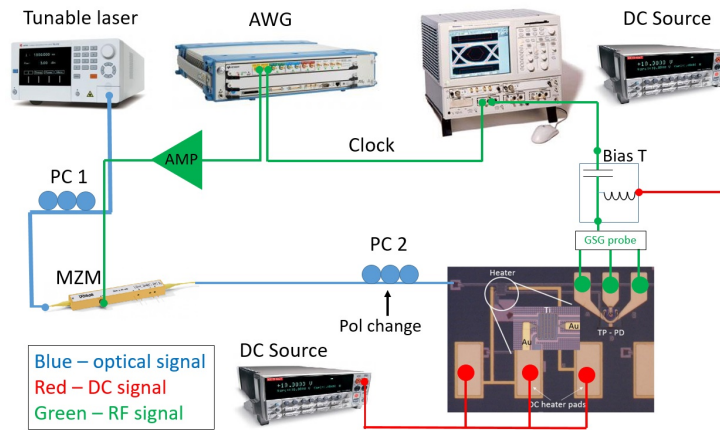 Tunable laser
AWG
DC Source
AMP
Clock
Bias T
PC 1
GSG probe
MZM
PC 2
Pol change
Heater
Ti
Au
Au
TP - PD
DC heater pads
DC Source
Blue – optical signal
Red – DC signal
Green – RF signal